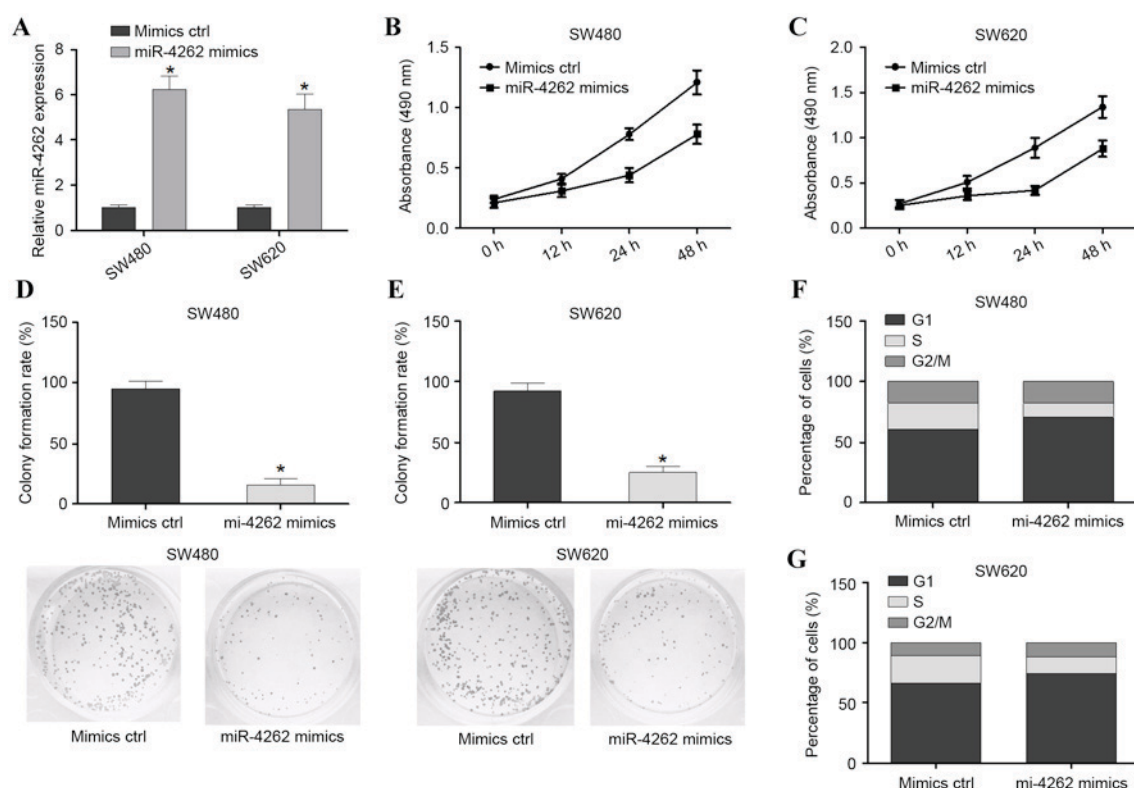 A
Mimics ctrl
miR-4262 mimics
Relative miR-4262 expression
8
6
4
2
0
*
*
SW480
SW620
B
SW480
Mimics ctrl
miR-4262 mimics
Absorbance (490 nm)
1.5
1.0
0.5
0.0
0 h
12 h
24 h
48 h
C
SW620
Mimics ctrl
miR-4262 mimics
Absorbance (490 nm)
2.0
1.5
1.0
0.5
0.0
0 h
12 h
24 h
48 h
D
SW480
Colony formation rate (%)
150
100
50
0
*
Mimics ctrl
mi-4262 mimics
SW480
Mimics ctrl
miR-4262 mimics
E
SW620
Colony formation rate (%)
150
100
50
0
*
Mimics ctrl
mi-4262 mimics
SW620
Mimics ctrl
miR-4262 mimics
F
SW480
G1
S
G2/M
Percentage of cells (%)
150
100
50
0
Mimics ctrl
mi-4262 mimics
G
SW620
G1
S
G2/M
Percentage of cells (%)
150
100
50
0
Mimics ctrl
mi-4262 mimics